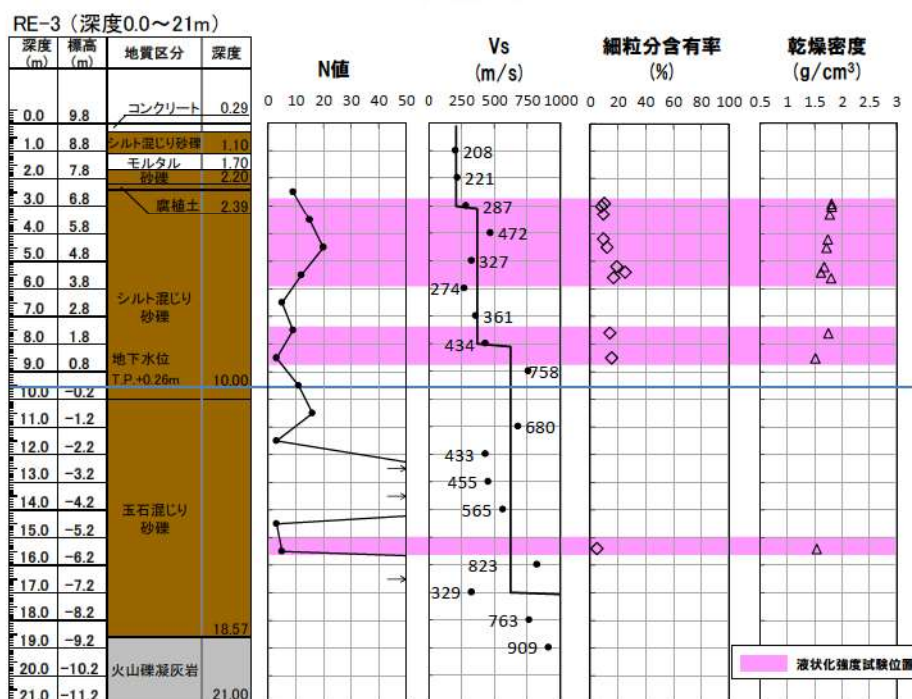 RE-3（深度0.0～21m）
深度
(m)
標高
(m)
地質区分
深度
N値
Vs
(m/s)
細粒分含有率
(%)
乾燥密度
(g/cm³)
0 10 20 30 40 50
0 250 500 750 1000
0 20 40 60 80 100
0.5 1 1.5 2 2.5 3
0.0 9.8
コンクリート 0.29
1.0 8.8
シルト混じり砂礫 1.10
モルタル 1.70
2.0 7.8
砂礫 2.20
3.0 6.8
腐植土 2.39
4.0 4.8
5.0 4.8
6.0 3.8
シルト混じり
砂礫
7.0 2.8
8.0 1.8
9.0 0.8
地下水位
T.P.+0.26m 10.00
10.0 -0.2
11.0 -1.2
12.0 -2.2
13.0 -3.2
14.0 -4.2
玉石混じり
砂礫
15.0 -5.2
16.0 -6.2
17.0 -7.2
18.0 -8.2
18.57
19.0 -9.2
20.0 -10.2
火山礫凝灰岩
21.0 -11.2
21.00
208
221
287
472
327
274
361
434
758
680
433
455
565
823
329
763
909
液状化強度試験位置